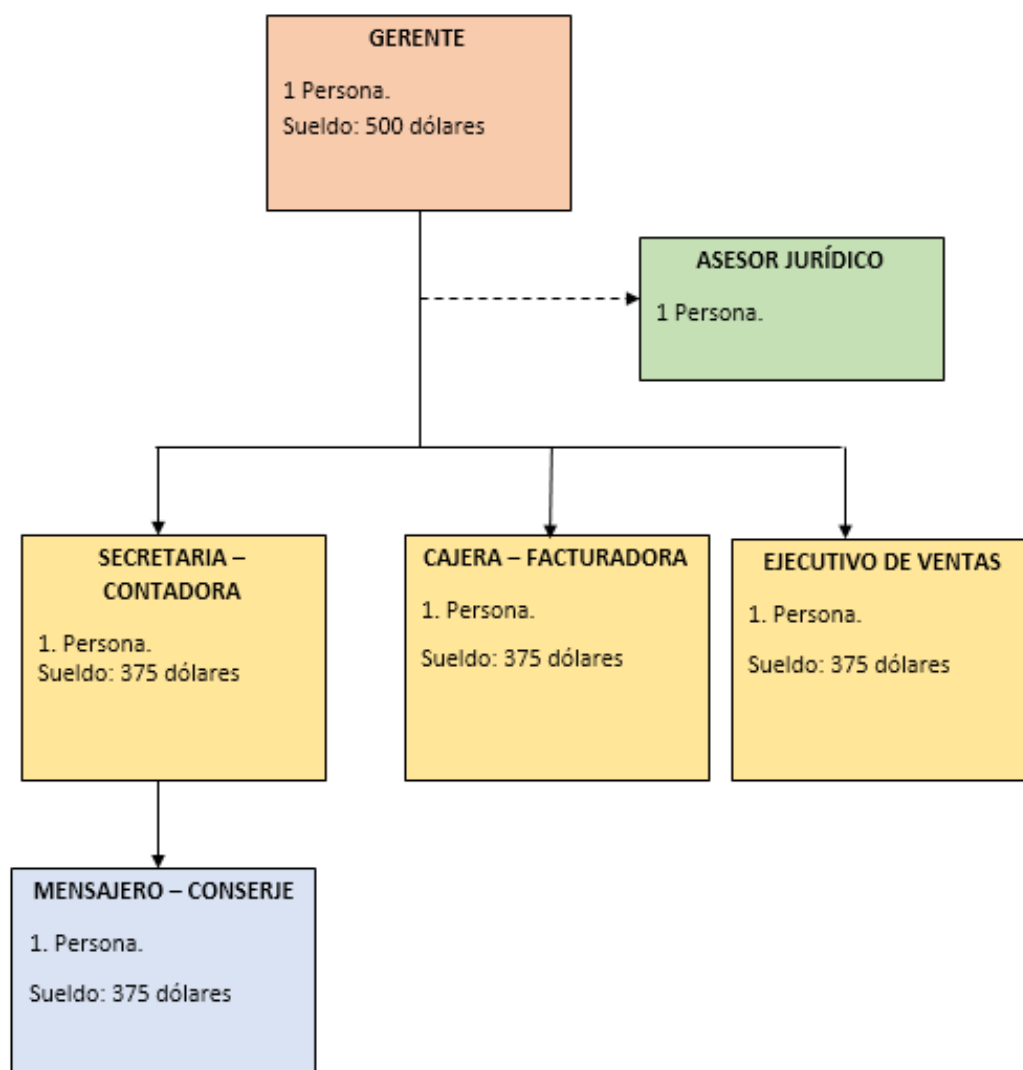 GERENTE
1 Persona.
Sueldo: 500 dólares
ASESOR JURÍDICO
1 Persona.
SECRETARIA –
CONTADORA
1. Persona.
Sueldo: 375 dólares
CAJERA – FACTURADORA
1. Persona.
Sueldo: 375 dólares
EJECUTIVO DE VENTAS
1. Persona.
Sueldo: 375 dólares
MENSAJERO – CONSERJE
1. Persona.
Sueldo: 375 dólares